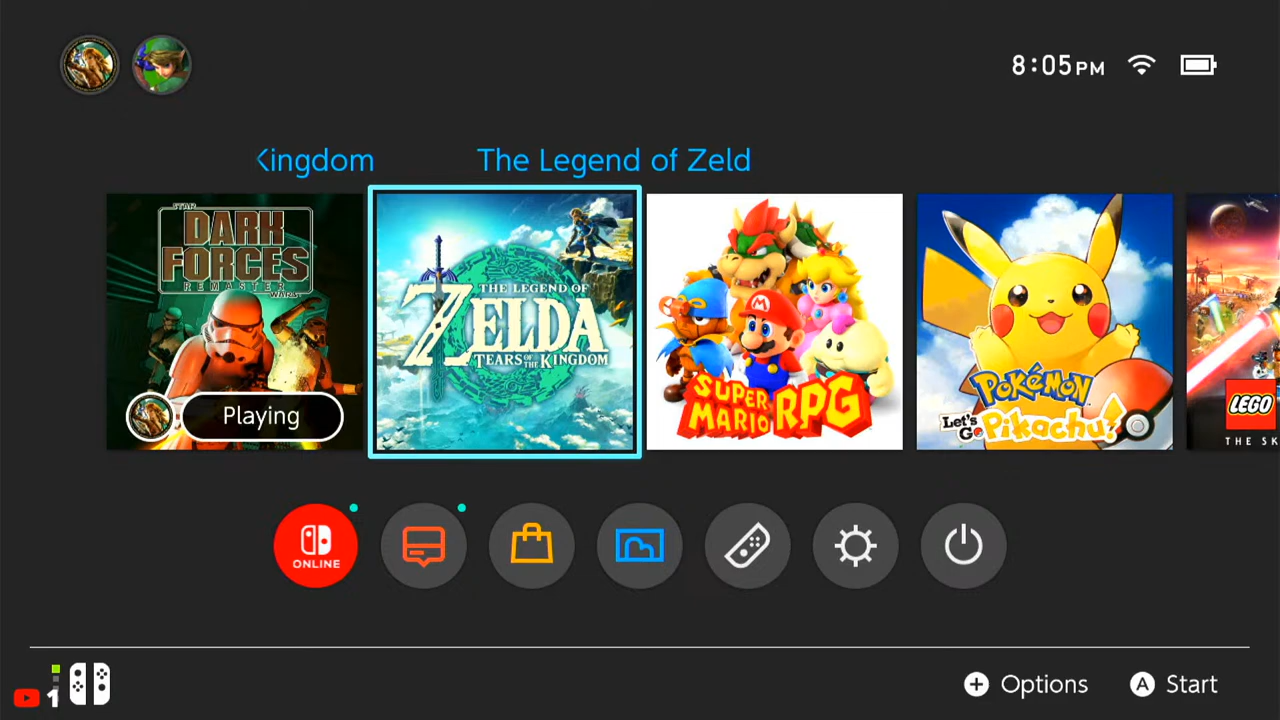 8:05PM
Kingdom The Legend of Zeld
STAR
DARK
FORCES
REMASTER
WARS
Playing
THE LEGEND OF
ZELDA
TEARS OF THE KINGDOM
SUPER
MARIO RPG
POKÉMON
Let's Go Pikachu!
LEGO
THE SK
ONLINE
1
Options
Start